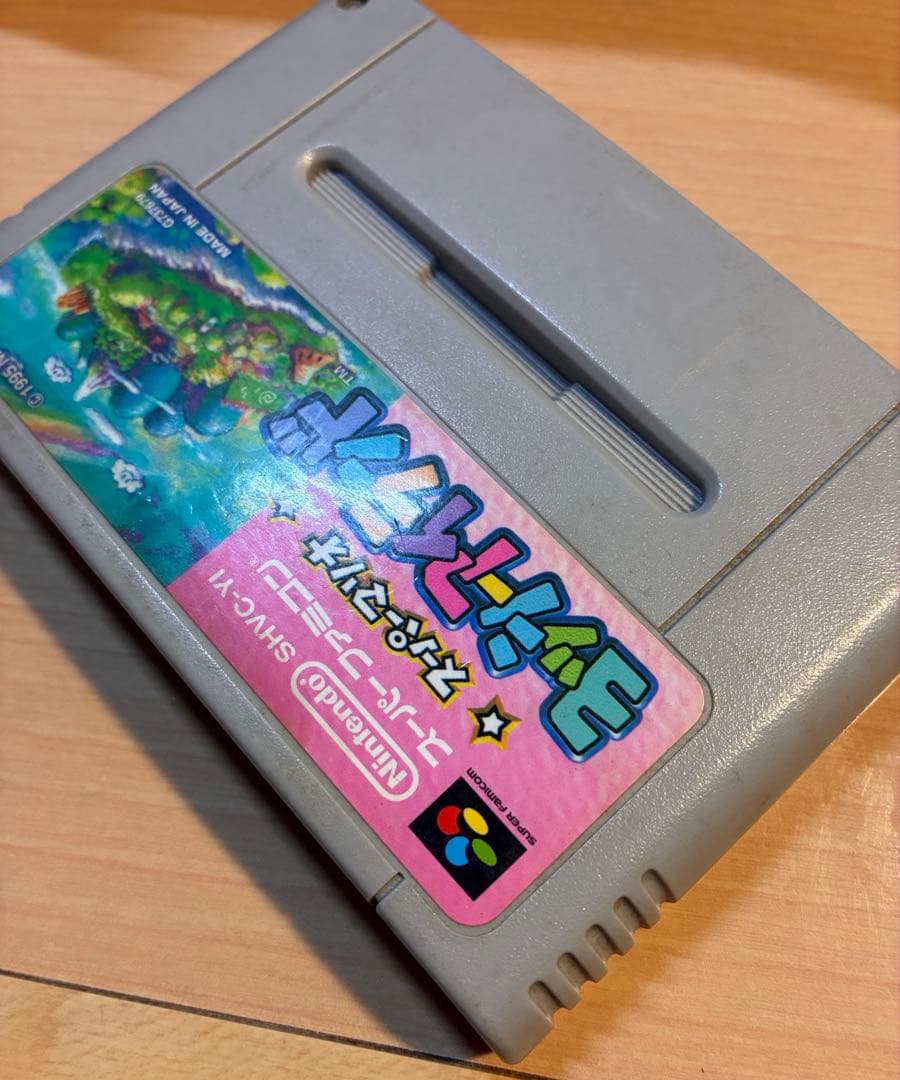 SUPER FAMICOM
Nintendo®
スーパーファミコン®
SHVC-YI
スーパーマリオ
ヨッシーアイランド
TM
©1995
MADE IN JAPAN